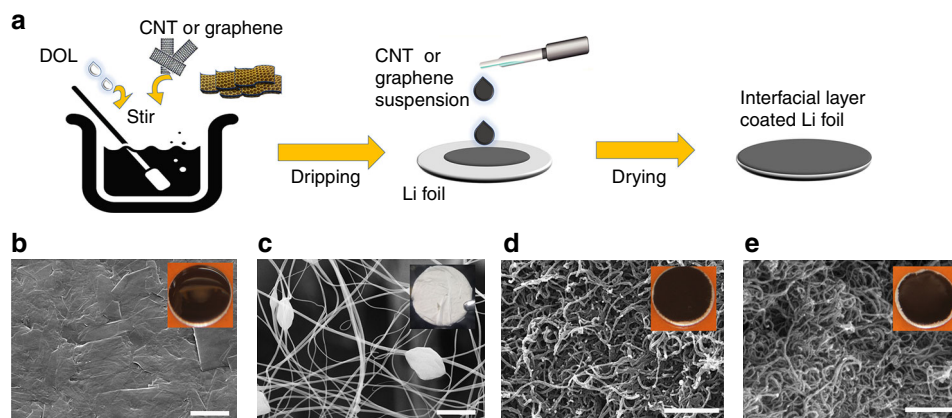 a
CNT or graphene
DOL
Stir
Dripping
CNT or
graphene
suspension
Li foil
Drying
Interfacial layer
coated Li foil
b
c
d
e